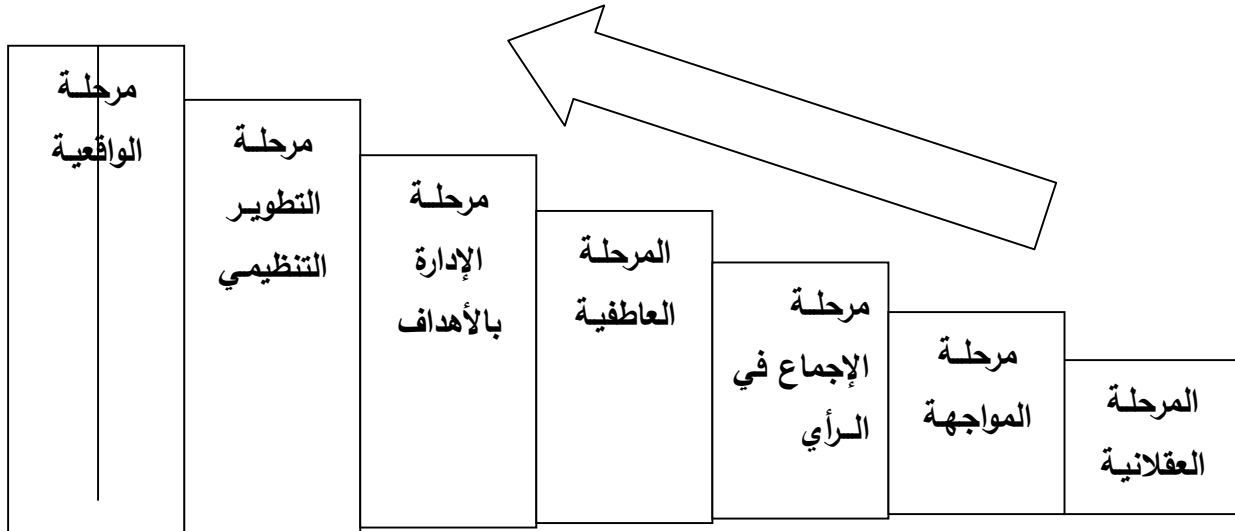 المرحلة
العقلانية
مرحلة
المواجهة
مرحلة
الإجماع في
الرأي
المرحلة
العاطفية
مرحلة
الإدارة
بالأهداف
مرحلة
التطوير
التنظيمي
مرحلة
الواقعية